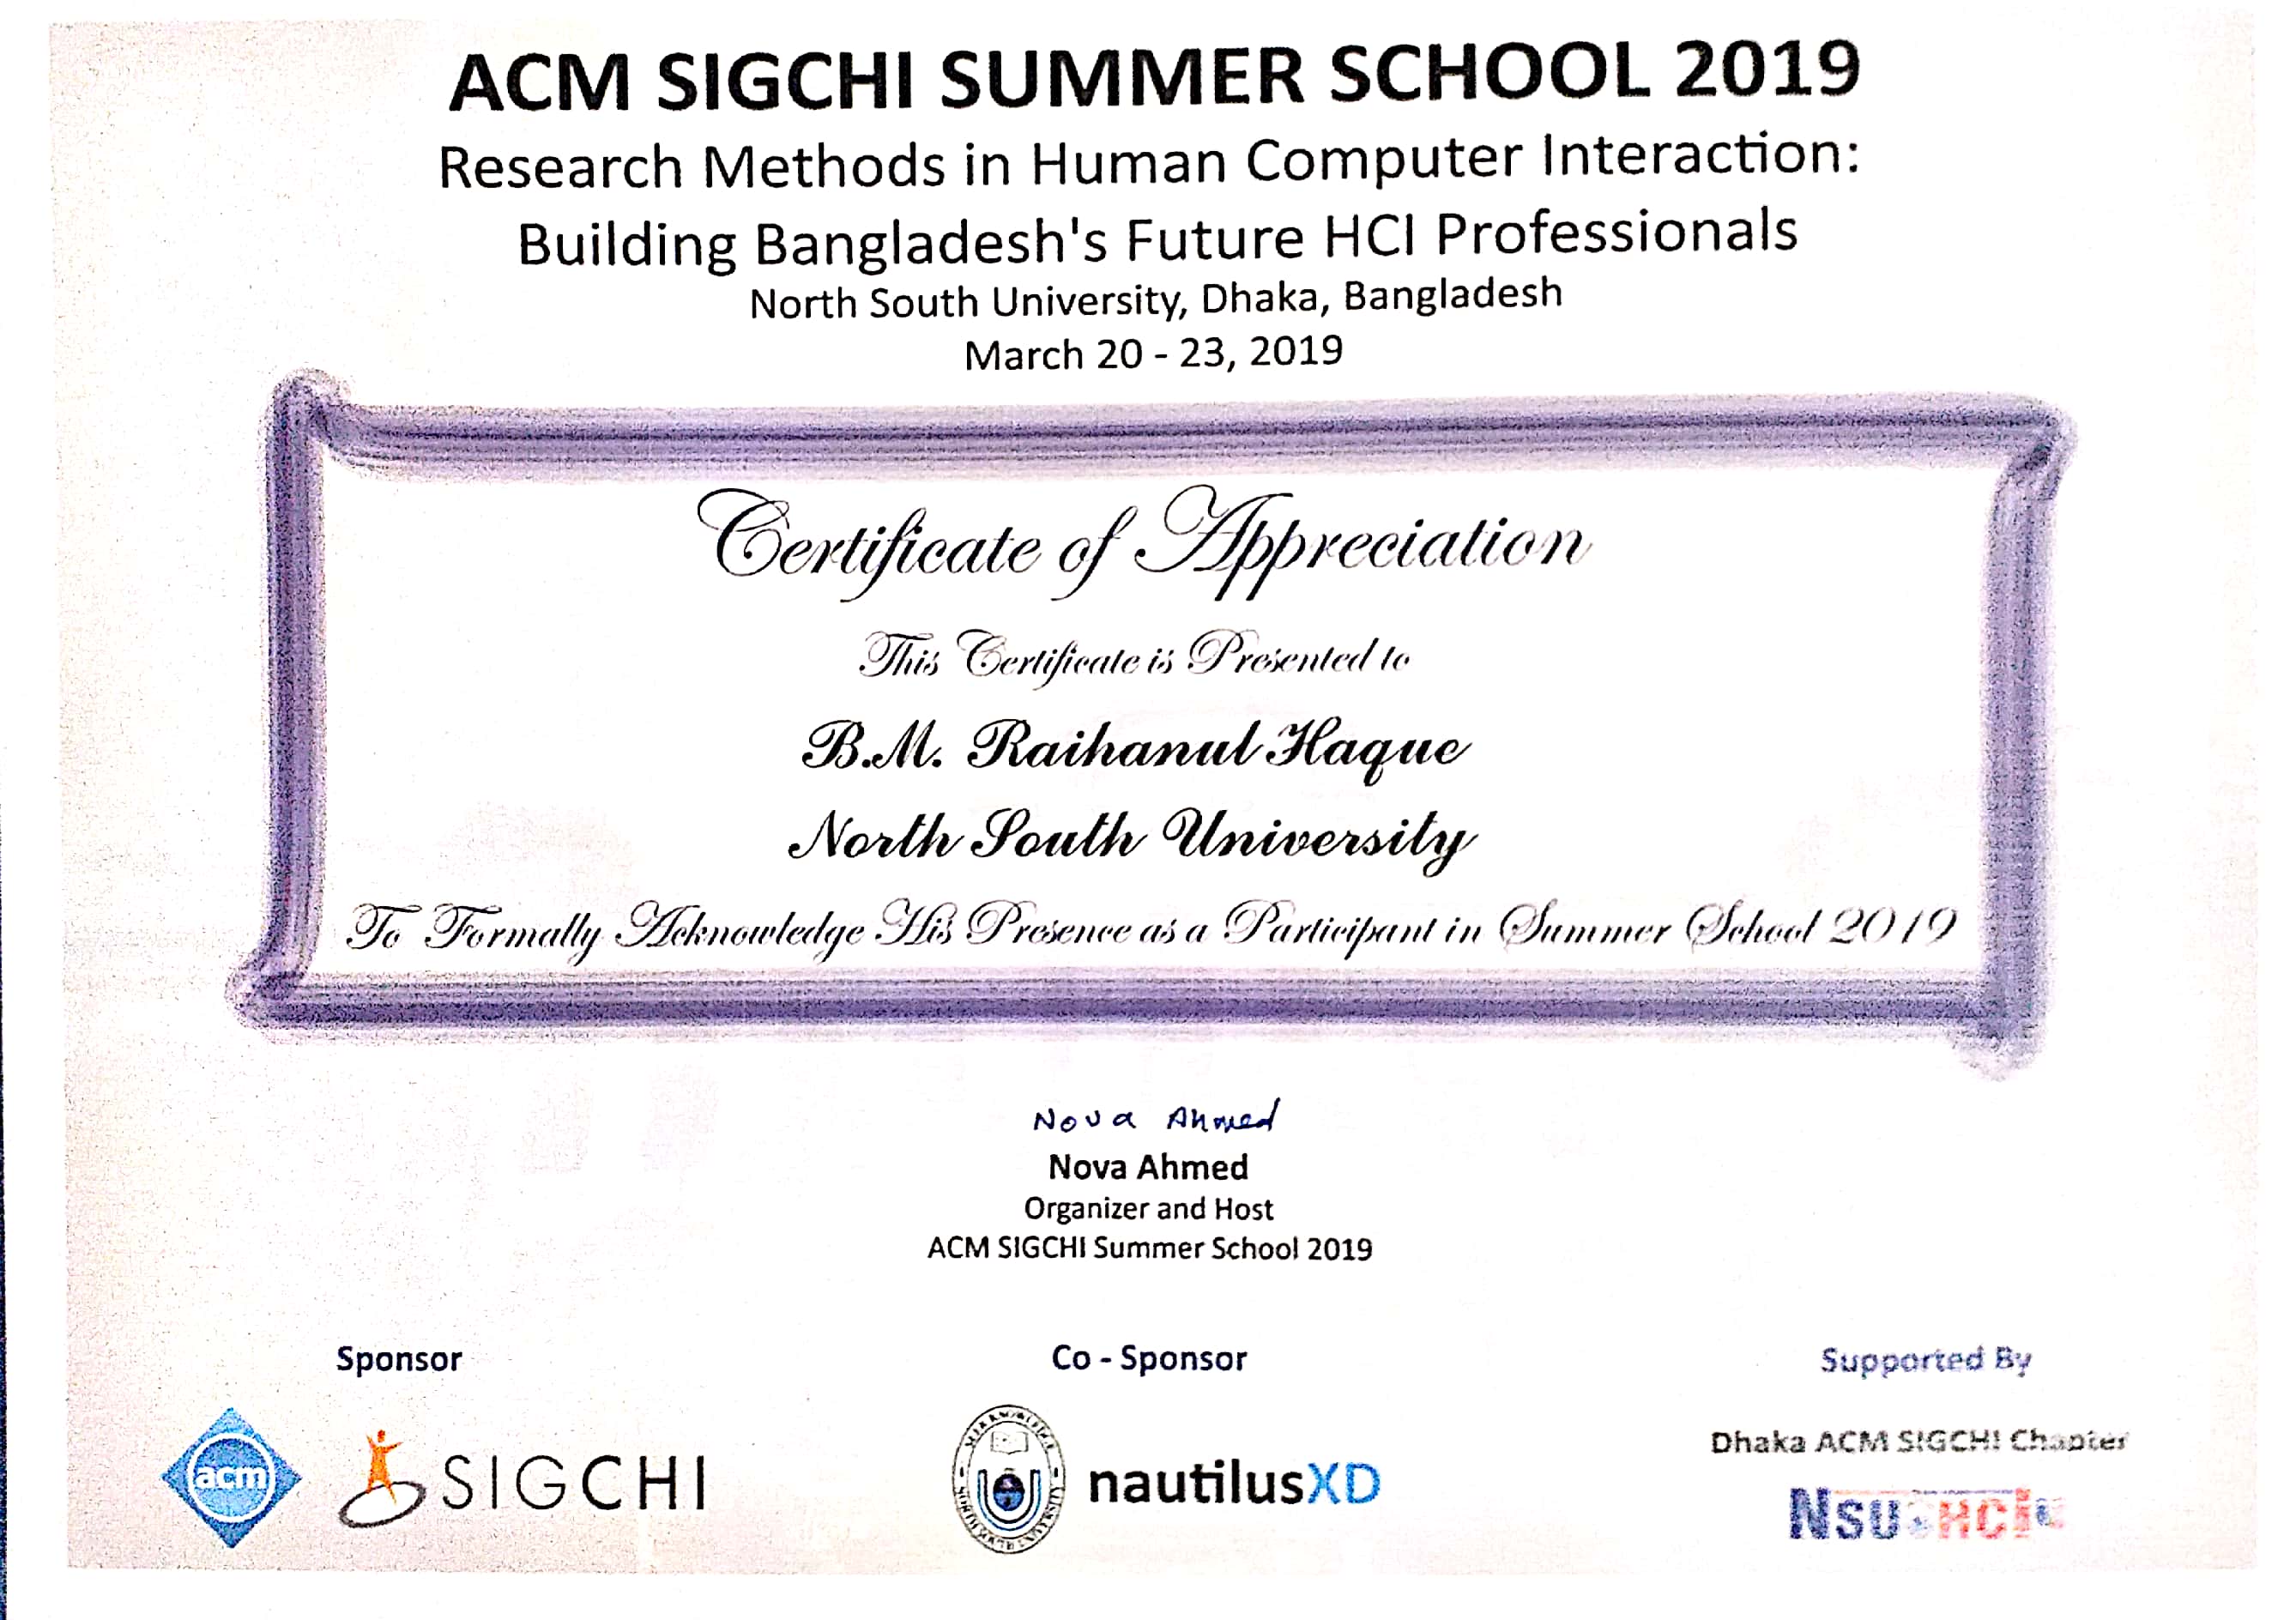 ACM SIGCHI SUMMER SCHOOL 2019
Research Methods in Human Computer Interaction:
Building Bangladesh's Future HCI Professionals
North South University, Dhaka, Bangladesh
March 20 - 23, 2019
Certificate of Appreciation
This Certificate is Presented to
B.M. Raihanul Haque
North South University
To Formally Acknowledge His Presence as a Participant in Summer School 2019
Nova Ahmed
Nova Ahmed
Organizer and Host
ACM SIGCHI Summer School 2019
Sponsor
Co - Sponsor
Supported By
Dhaka ACM SIGCHI Chapter
acm
SIGCHI
nautilusXD
NSU HCI